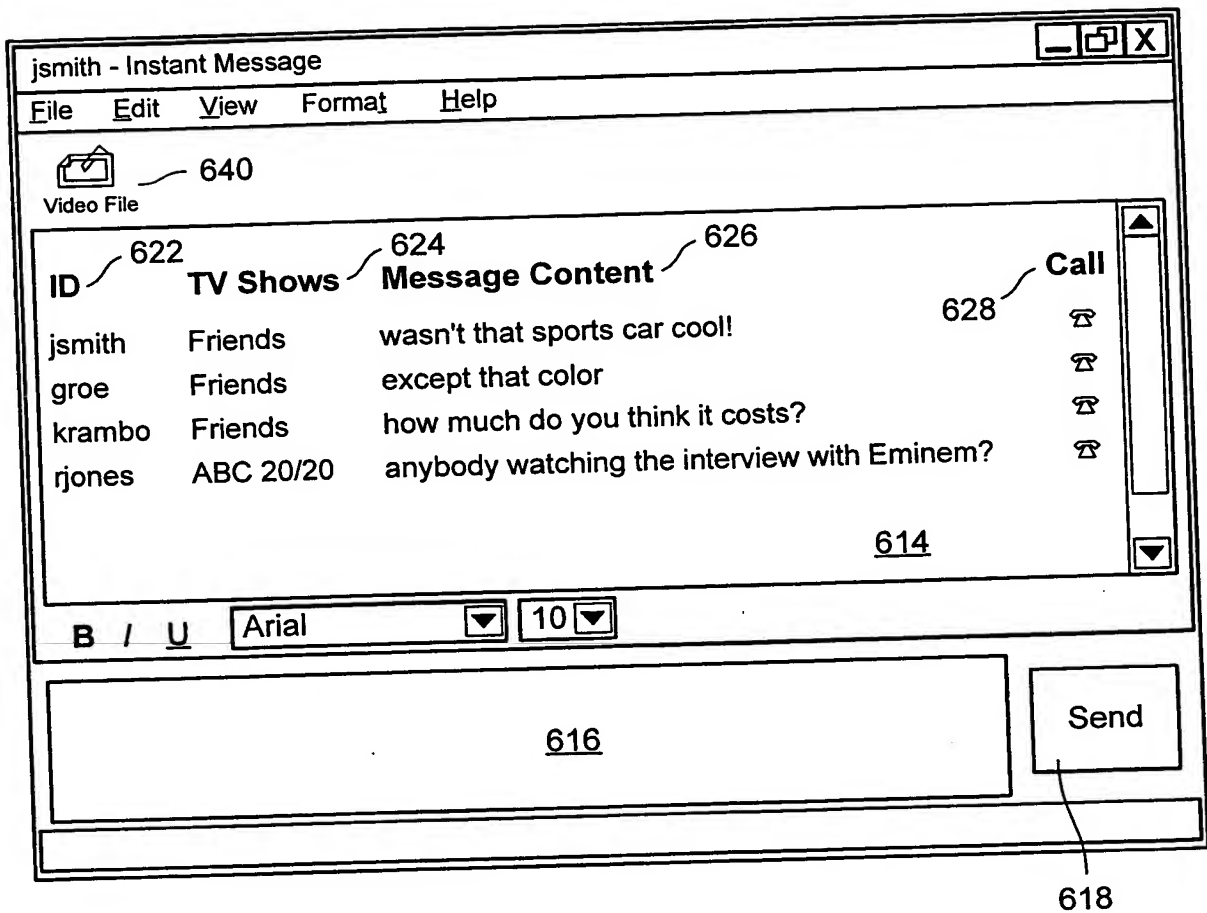 jsmith - Instant Message
File Edit View Format Help
640
Video File
622 624 626
ID TV Shows Message Content 628 Call
jsmith Friends wasn't that sports car cool!
groe Friends except that color
krambo Friends how much do you think it costs?
rjones ABC 20/20 anybody watching the interview with Eminem?
614
B I U Arial 10
616
Send
618